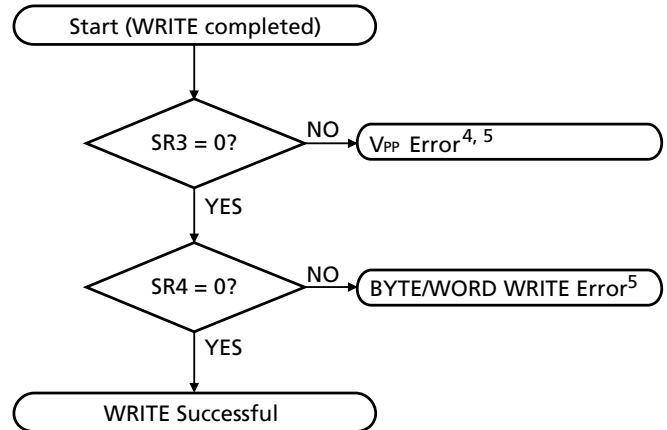 Start (WRITE completed)
SR3 = 0?
NO
VPP Error4, 5
YES
SR4 = 0?
NO
BYTE/WORD WRITE Error5
YES
WRITE Successful